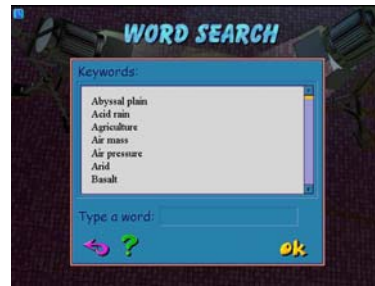 WORD SEARCH
Keywords:
Abyssal plain
Acid rain
Agriculture
Air mass
Air pressure
Arid
Basalt
Type a word:
?
ok